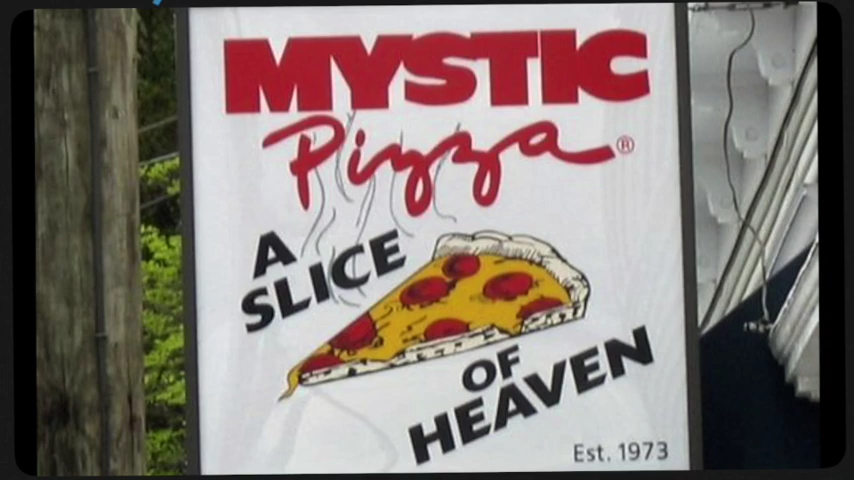 MYSTIC
Pizza®
A
SLICE
OF
HEAVEN
Est. 1973